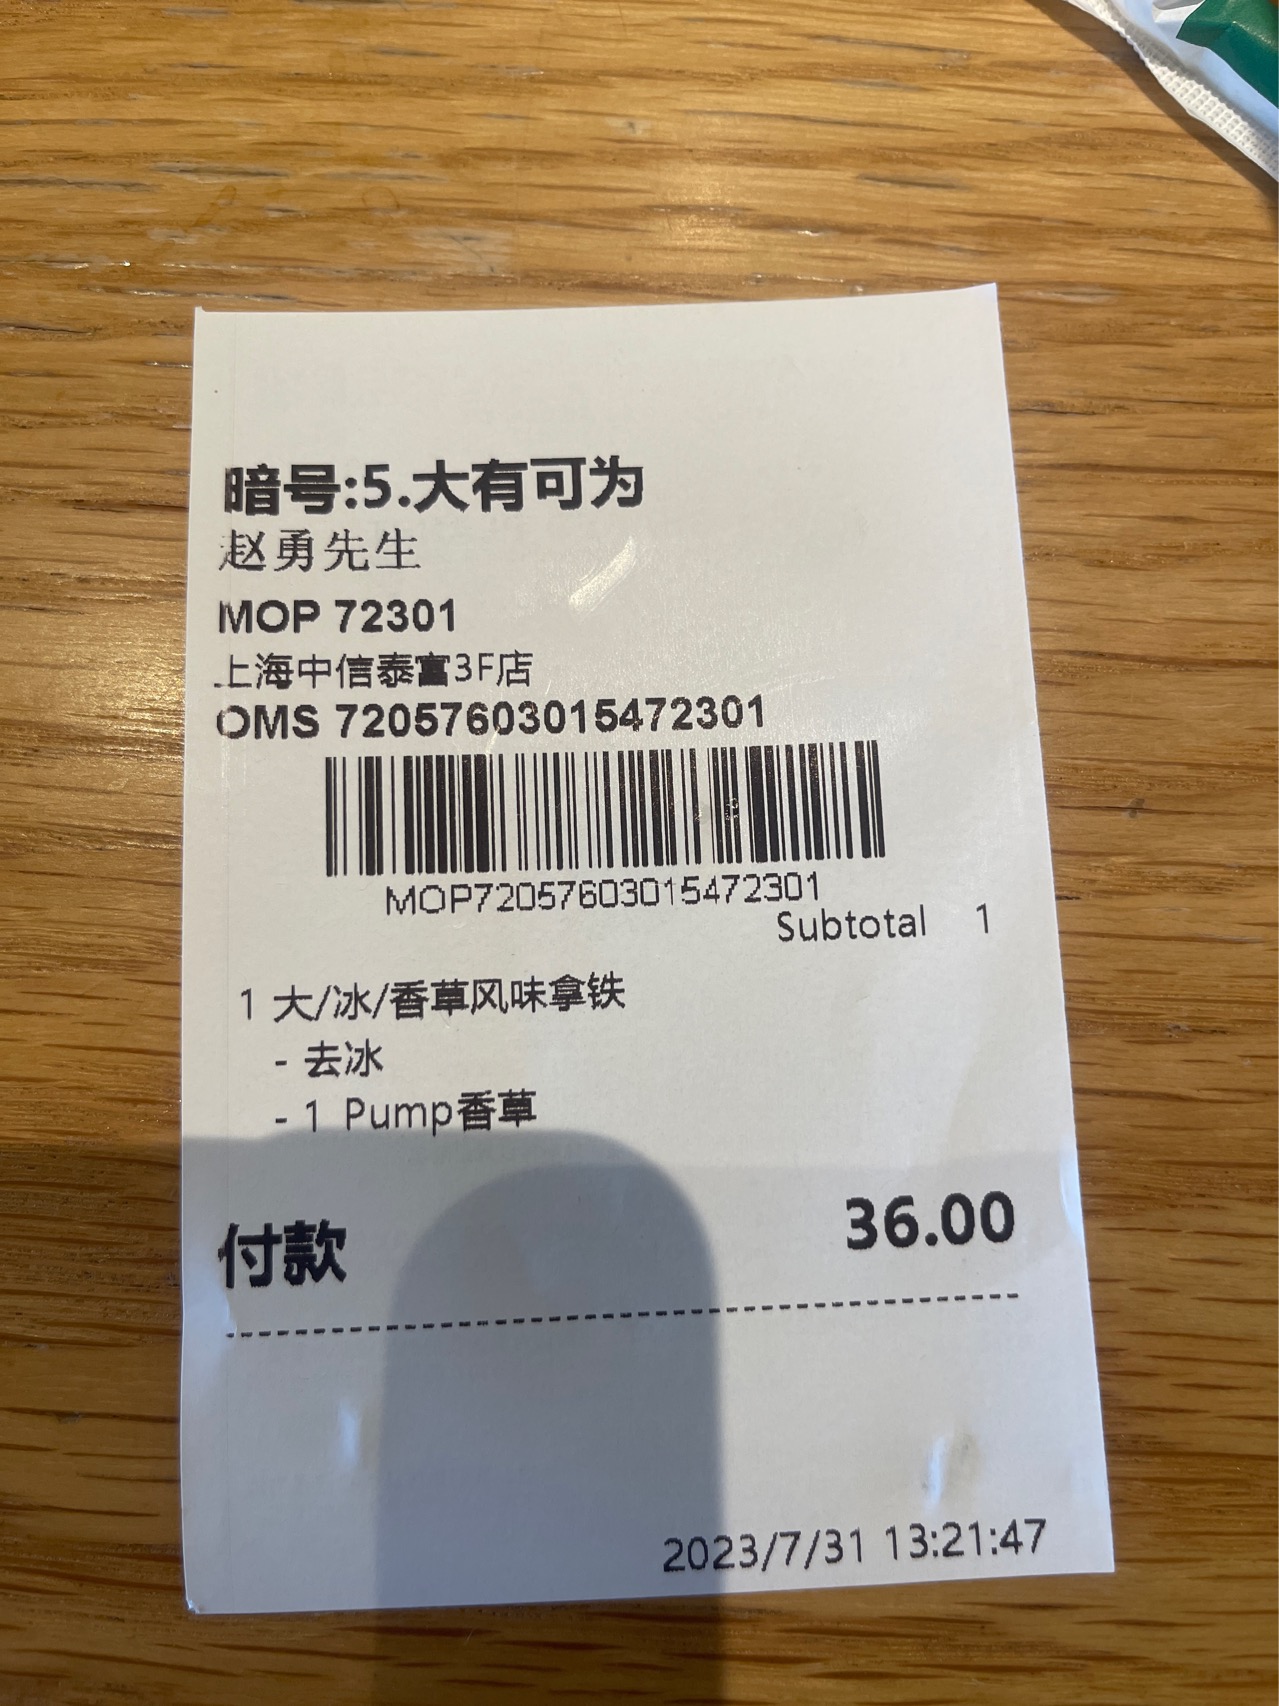 暗号:5.大有可为
赵勇先生
MOP 72301
上海中信泰富3F店
OMS 72057603015472301
MOP72057603015472301
Subtotal 1
1 大/冰/香草风味拿铁
- 去冰
- 1 Pump香草
付款 36.00
2023/7/31 13:21:47